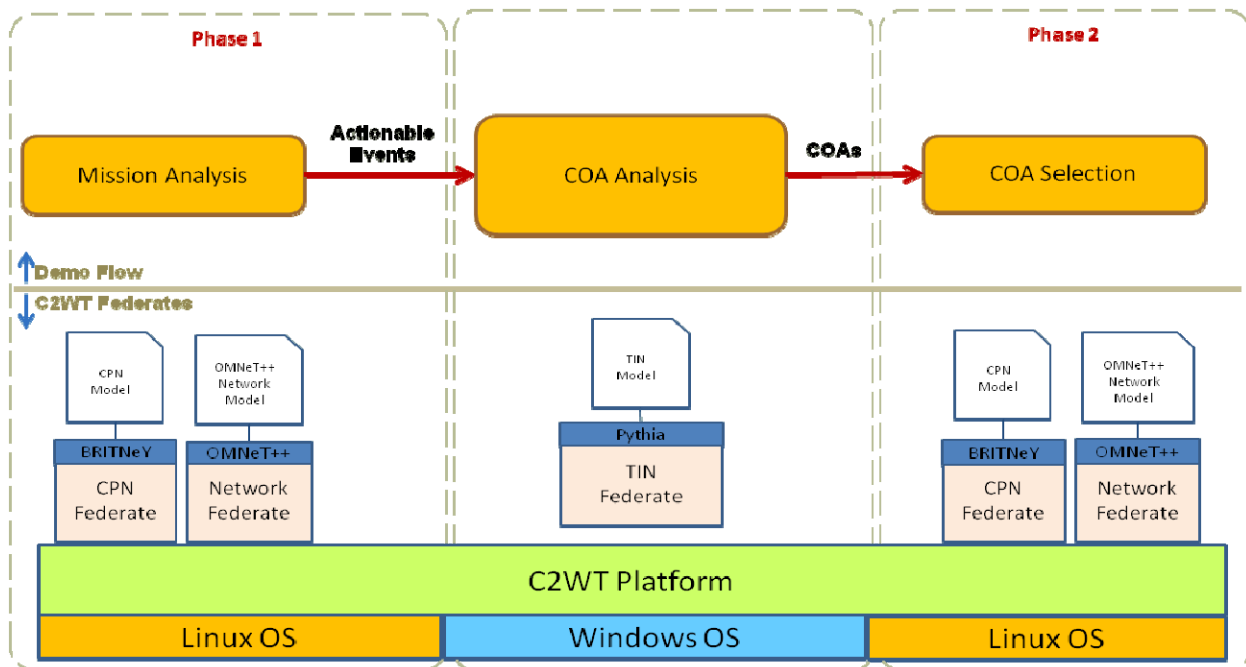 Phase 1
Phase 2
Mission Analysis
Actionable
Events
COA Analysis
COAs
COA Selection
Demo Flow
C2WT Federates
CPN
Model
OMNeT++
Network
Model
TIN
Model
CPN
Model
OMNeT++
Network
Model
BRITNeY
OMNeT++
Pythia
BRITNeY
OMNeT++
CPN
Federate
Network
Federate
TIN
Federate
CPN
Federate
Network
Federate
C2WT Platform
Linux OS
Windows OS
Linux OS